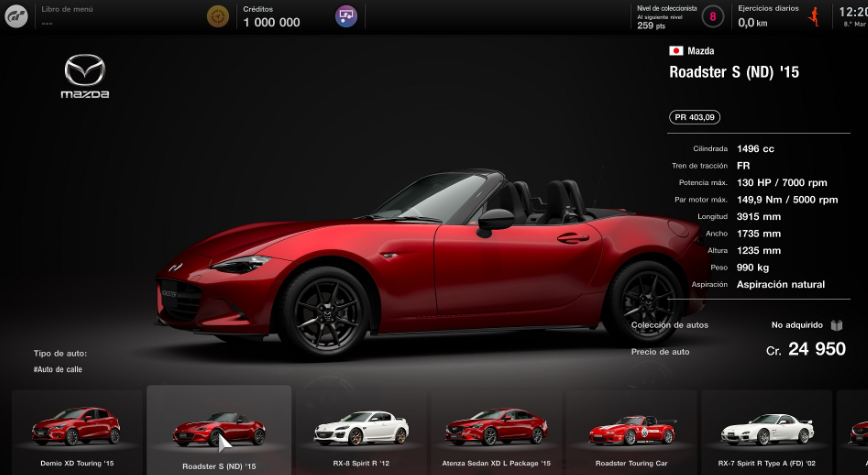 Libro de menú
---
Créditos
1 000 000
Nivel de coleccionista
Al siguiente nivel
259 pts
8
Ejercicios diarios
0,0 km
12:20
8.° Mar
mazda
Mazda
Roadster S (ND) '15
PR 403,09
Cilindrada 1496 cc
Tren de tracción FR
Potencia máx. 130 HP / 7000 rpm
Par motor máx. 149,9 Nm / 5000 rpm
Longitud 3915 mm
Ancho 1735 mm
Altura 1235 mm
Peso 990 kg
Aspiración Aspiración natural
Colección de autos No adquirido
Precio de auto Cr. 24 950
Tipo de auto:
#Auto de calle
Demio XD Touring '15
Roadster S (ND) '15
RX-8 Spirit R '12
Atenza Sedan XD L Package '15
Roadster Touring Car
RX-7 Spirit R Type A (FD) '02